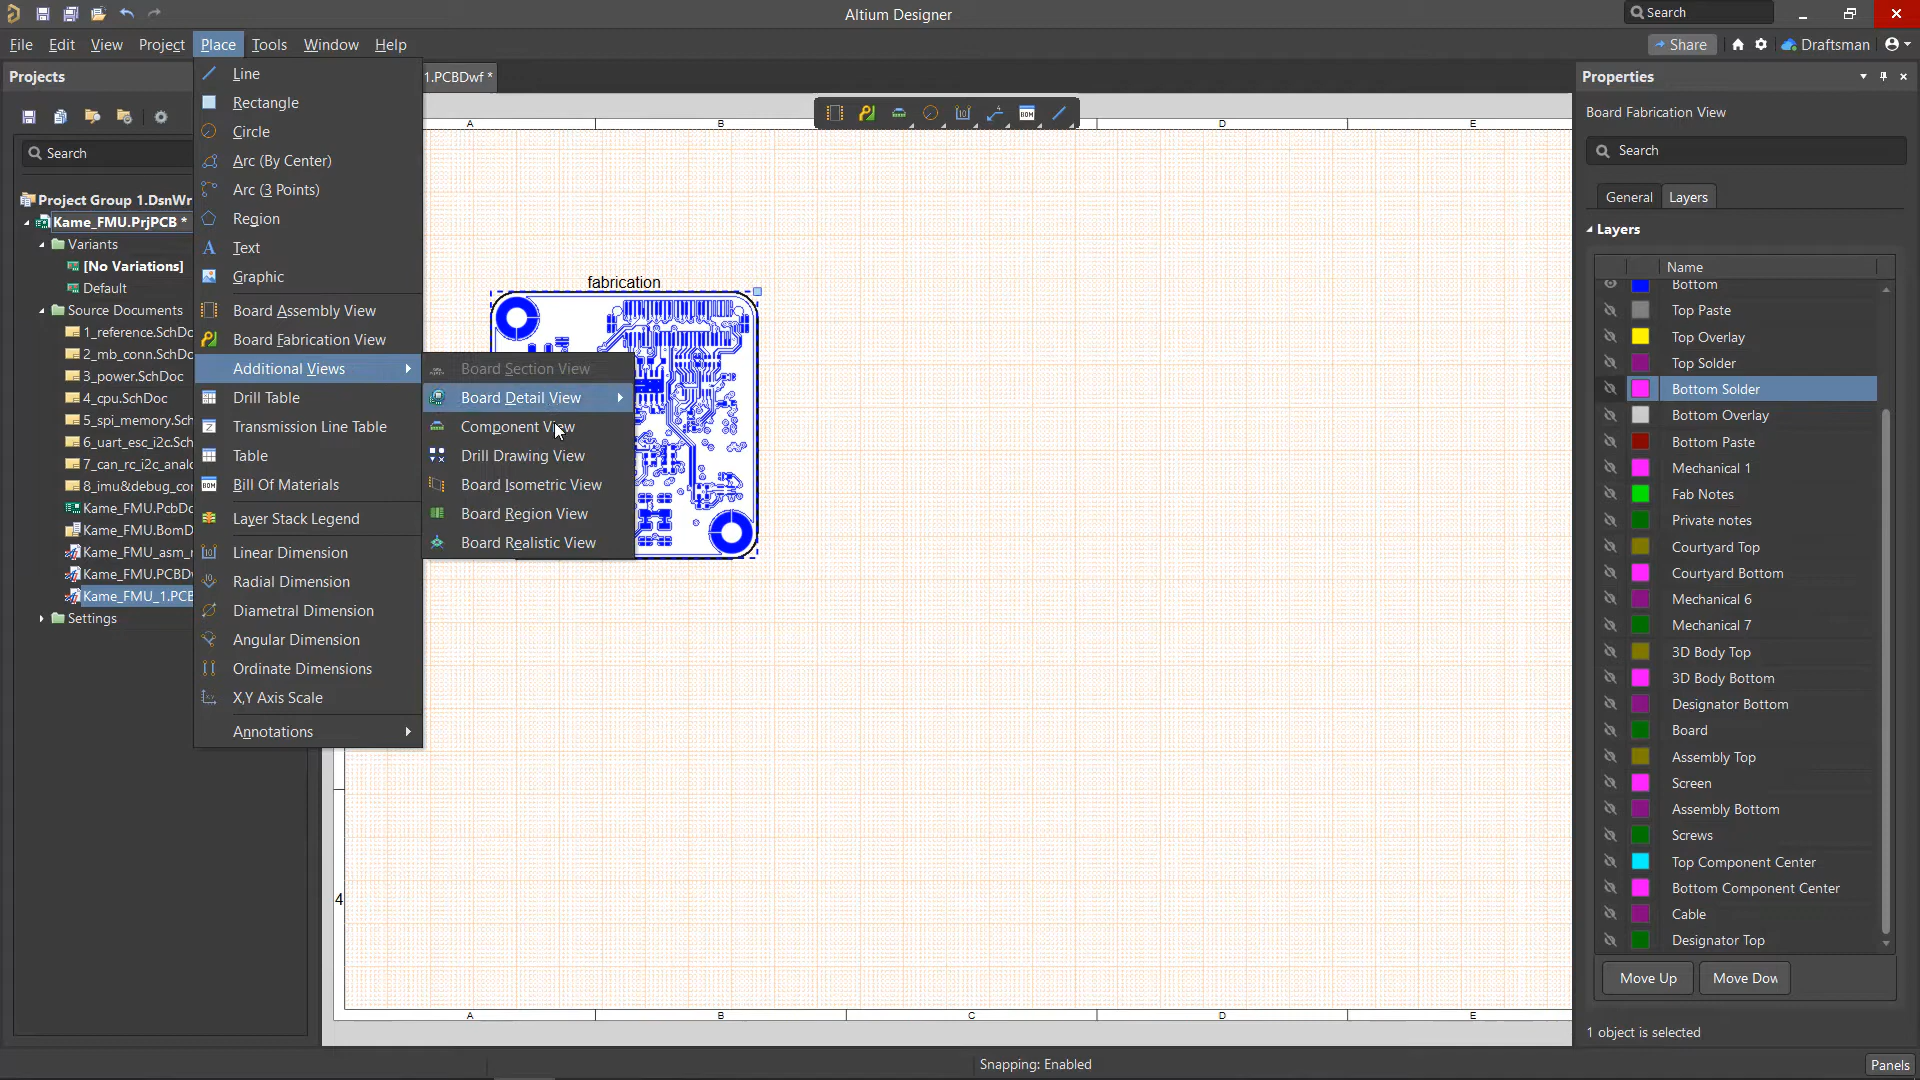 Altium Designer
Search
File Edit View Project Place Tools Window Help
Share
Draftsman
Projects
Search
Project Group 1.DsnWr
Kame_FMU.PrjPCB *
Variants
[No Variations]
Default
Source Documents
1_reference.SchDo
2_mb_conn.SchDo
3_power.SchDoc
4_cpu.SchDoc
5_spi_memory.Sch
6_uart_esc_i2c.Sch
7_can_rc_i2c_analo
8_imu&debug_con
Kame_FMU.PcbDo
Kame_FMU.BomD
Kame_FMU_asm_r
Kame_FMU.PCBDw
Kame_FMU_1.PCB
Settings
Line
Rectangle
Circle
Arc (By Center)
Arc (3 Points)
Region
Text
Graphic
Board Assembly View
Board Fabrication View
Additional Views
Drill Table
Transmission Line Table
Table
Bill Of Materials
Layer Stack Legend
Linear Dimension
Radial Dimension
Diametral Dimension
Angular Dimension
Ordinate Dimensions
X,Y Axis Scale
Annotations
Board Section View
Board Detail View
Component View
Drill Drawing View
Board Isometric View
Board Region View
Board Realistic View
1.PCBDwf *
BOM
A B D E
fabrication
4
A B C D E
Properties
Board Fabrication View
Search
General Layers
Layers
Name
Bottom
Top Paste
Top Overlay
Top Solder
Bottom Solder
Bottom Overlay
Bottom Paste
Mechanical 1
Fab Notes
Private notes
Courtyard Top
Courtyard Bottom
Mechanical 6
Mechanical 7
3D Body Top
3D Body Bottom
Designator Bottom
Board
Assembly Top
Screen
Assembly Bottom
Screws
Top Component Center
Bottom Component Center
Cable
Designator Top
Move Up Move Dow
1 object is selected
Snapping: Enabled
Panels